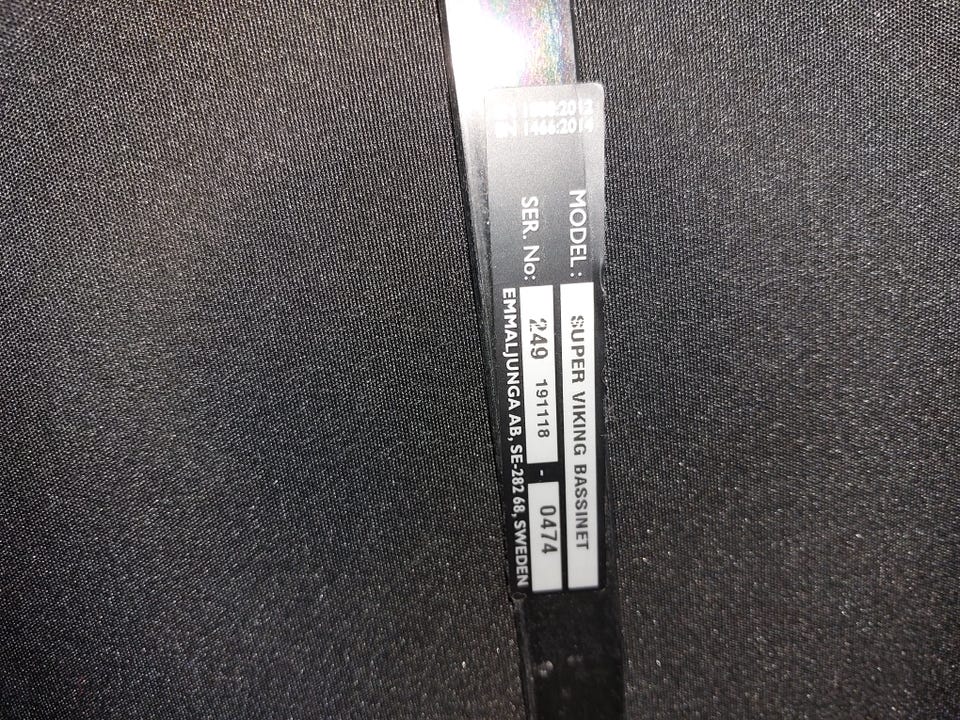 EN 1888:2012
EN 1466:2014
MODEL : SUPER VIKING BASSINET
SER. No: 249 191118 - 0474
EMMALJUNGA AB, SE-282 68, SWEDEN